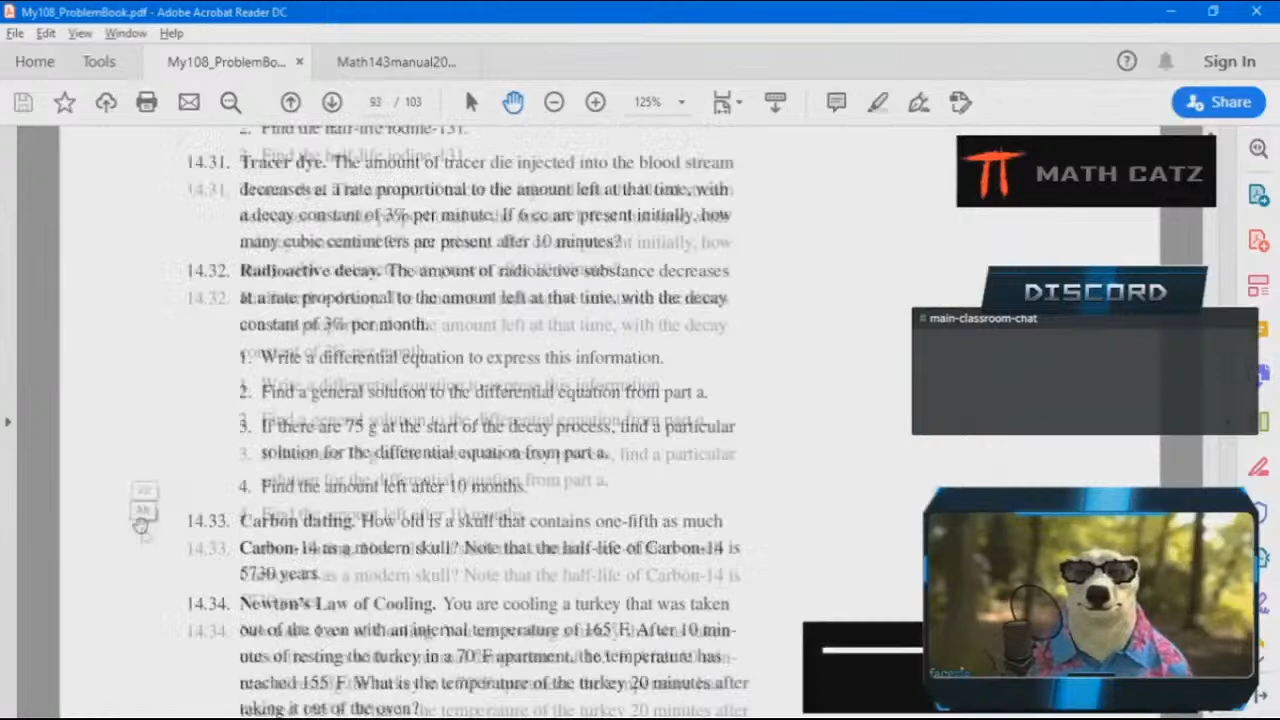 My108_ProblemBook.pdf - Adobe Acrobat Reader DC
File Edit View Window Help
Home Tools My108_ProblemBo... × Math143manual20... Sign In
93 / 103 125% Share
2. Find the half-life iodine-131.
14.31. Tracer dye. The amount of tracer die injected into the blood stream
decreases at a rate proportional to the amount left at that time, with
a decay constant of 3% per minute. If 6 cc are present initially, how
many cubic centimeters are present after 10 minutes?
14.32. Radioactive decay. The amount of radioactive substance decreases
at a rate proportional to the amount left at that time, with the decay
constant of 3% per month.
1. Write a differential equation to express this information.
2. Find a general solution to the differential equation from part a.
3. If there are 75 g at the start of the decay process, find a particular
solution for the differential equation from part a.
4. Find the amount left after 10 months.
14.33. Carbon dating. How old is a skull that contains one-fifth as much
Carbon-14 as a modern skull? Note that the half-life of Carbon-14 is
5730 years
14.34. Newton's Law of Cooling. You are cooling a turkey that was taken
out of the oven with an internal temperature of 165°F. After 10 min-
utes of resting the turkey in a 70°F apartment, the temperature has
reached 155°F. What is the temperature of the turkey 20 minutes after
taking it out of the oven?
MATH CATZ
DISCORD
# main-classroom-chat
facerig